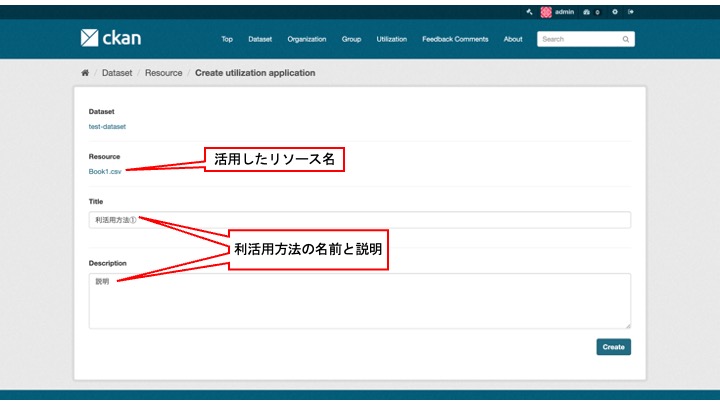 admin 0
ckan Top Dataset Organization Group Utilization Feedback Comments About Search
/ Dataset / Resource / Create utilization application
Dataset
test-dataset
Resource
Book1.csv
活用したリソース名
Title
利活用方法①
利活用方法の名前と説明
Description
説明
Create